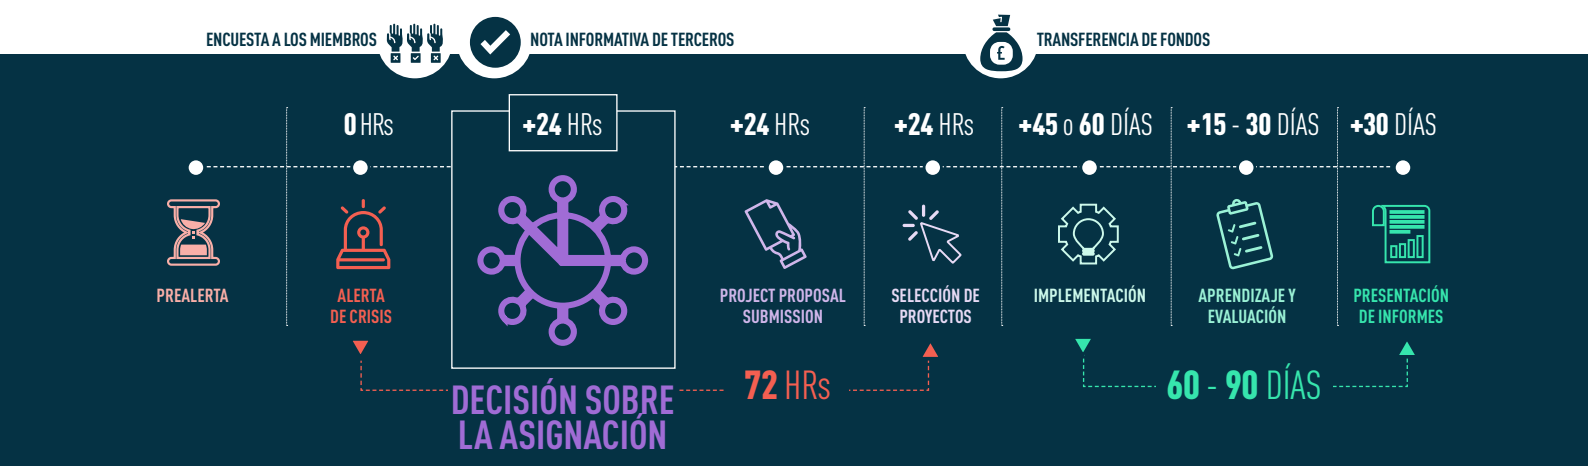 ENCUESTA A LOS MIEMBROS
NOTA INFORMATIVA DE TERCEROS
£
TRANSFERENCIA DE FONDOS
0 HRs
+24 HRs
+24 HRs
+24 HRs
+45 o 60 DÍAS
+15 - 30 DÍAS
+30 DÍAS
PREALERTA
ALERTA
DE CRISIS
DECISIÓN SOBRE
LA ASIGNACIÓN
PROJECT PROPOSAL
SUBMISSION
SELECCIÓN DE
PROYECTOS
IMPLEMENTACIÓN
APRENDIZAJE Y
EVALUACIÓN
PRESENTACIÓN
DE INFORMES
72 HRs
60 - 90 DÍAS